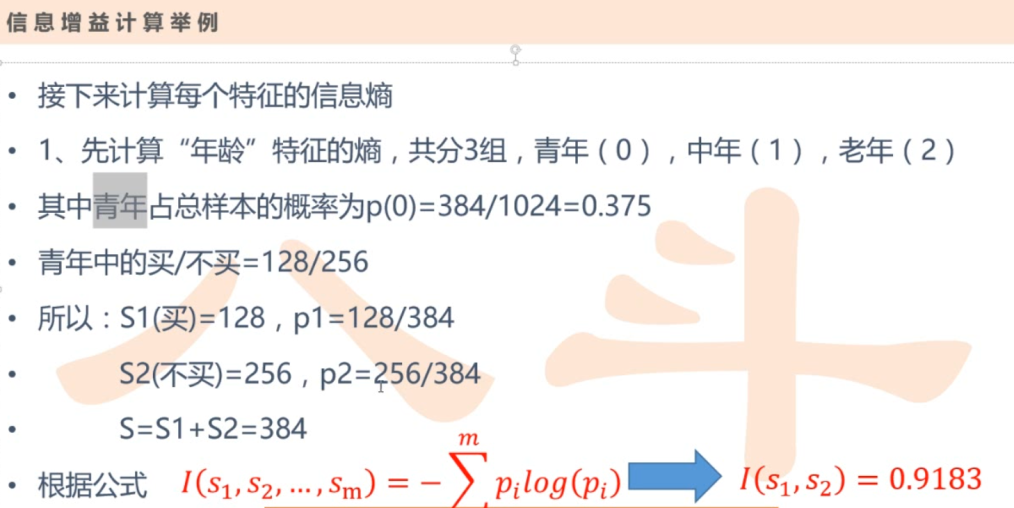 信息增益计算举例
• 接下来计算每个特征的信息熵
• 1、先计算“年龄”特征的熵，共分3组，青年（0），中年（1），老年（2）
• 其中青年占总样本的概率为p(0)=384/1024=0.375
• 青年中的买/不买=128/256
• 所以：S1(买)=128，p1=128/384
• S2(不买)=256，p2=256/384
• S=S1+S2=384
• 根据公式 I(s₁,s₂,…,sₘ) = −∑ᵐ pᵢlog(pᵢ) I(s₁,s₂) = 0.9183
八斗